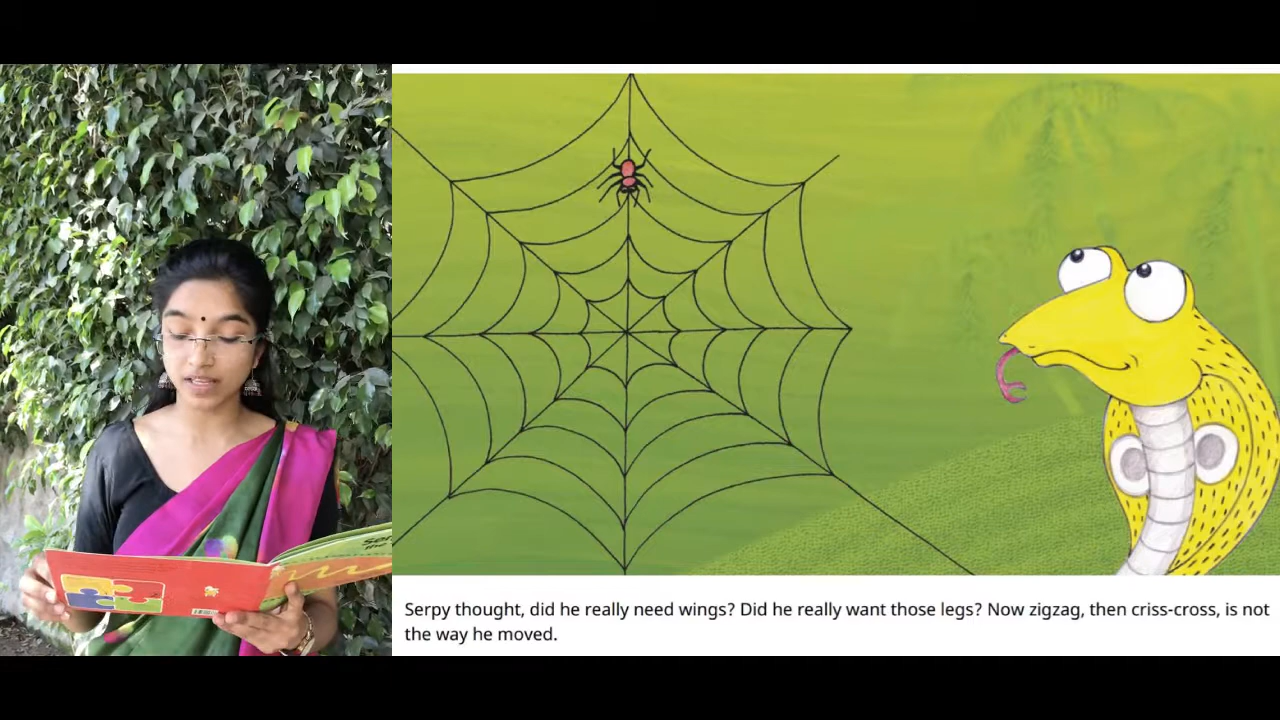 Serpy thought, did he really need wings? Did he really want those legs? Now zigzag, then criss-cross, is not
the way he moved.